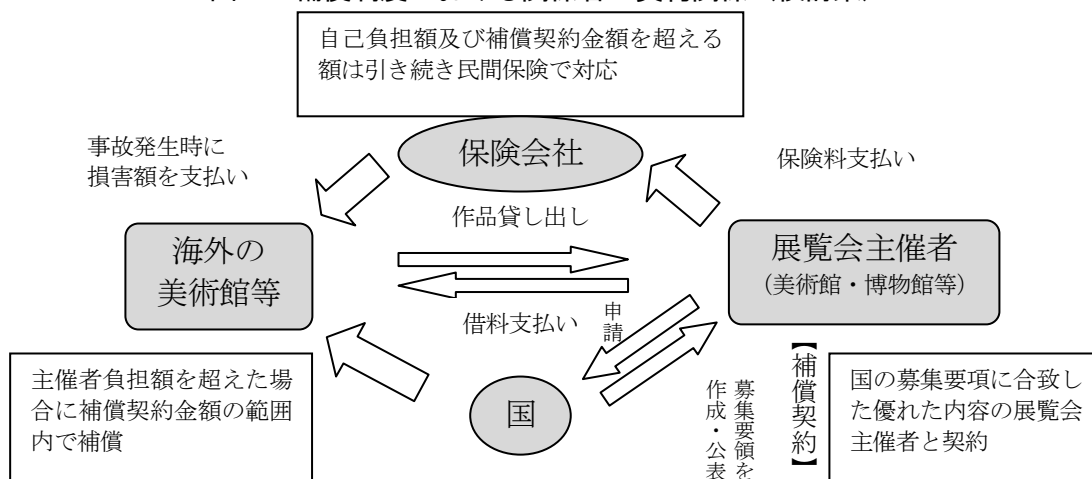 自己負担額及び補償契約金額を超える
額は引き続き民間保険で対応
保険会社
事故発生時に
損害額を支払い
保険料支払い
作品貸し出し
海外の
美術館等
展覧会主催者
（美術館・博物館等）
借料支払い
申請
主催者負担額を超えた場
合に補償契約金額の範囲
内で補償
国
募集要領を
作成・公表
【補償契約】
国の募集要項に合致し
た優れた内容の展覧会
主催者と契約